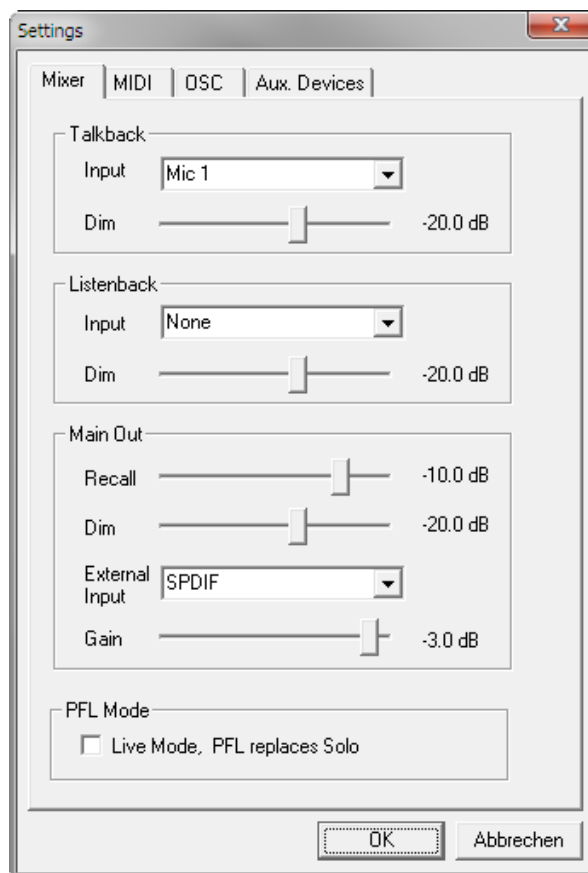 Settings
Mixer MIDI OSC Aux. Devices
Talkback
Input Mic 1
Dim -20.0 dB
Listenback
Input None
Dim -20.0 dB
Main Out
Recall -10.0 dB
Dim -20.0 dB
External
Input SPDIF
Gain -3.0 dB
PFL Mode
Live Mode, PFL replaces Solo
OK Abbrechen